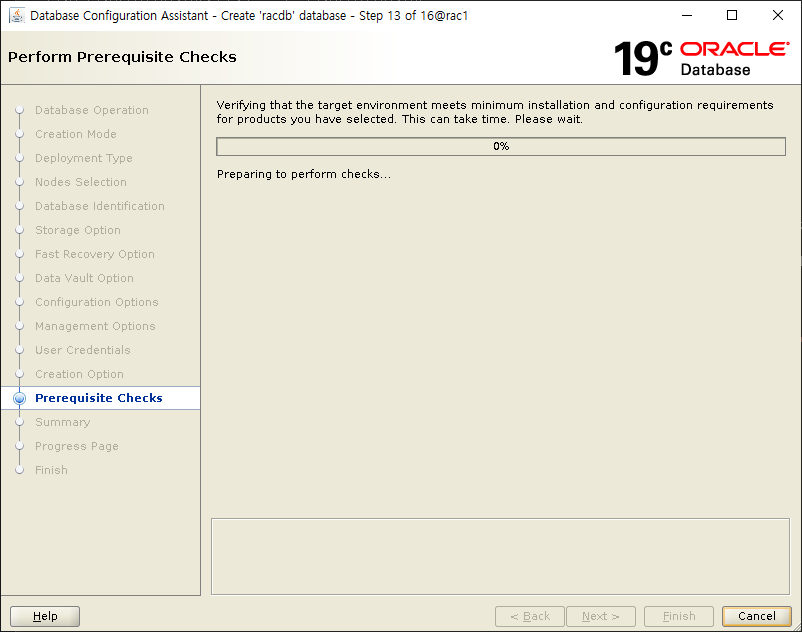 Database Configuration Assistant - Create 'racdb' database - Step 13 of 16@rac1
Perform Prerequisite Checks
19c ORACLE
Database
Database Operation
Creation Mode
Deployment Type
Nodes Selection
Database Identification
Storage Option
Fast Recovery Option
Data Vault Option
Configuration Options
Management Options
User Credentials
Creation Option
Prerequisite Checks
Summary
Progress Page
Finish
Verifying that the target environment meets minimum installation and configuration requirements
for products you have selected. This can take time. Please wait.
0%
Preparing to perform checks...
Help
< Back
Next >
Finish
Cancel